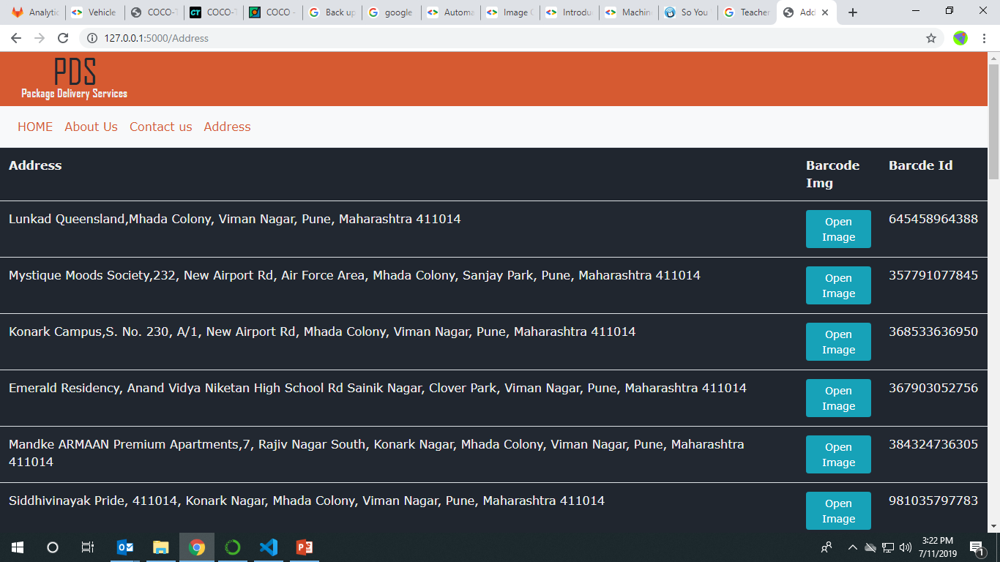 Analytic
Vehicle
COCO-T
COCO-T
COCO -
Back up
google
Automa
Image C
Introdu
Machin
So You
Teacher
Add
127.0.0.1:5000/Address
PDS
Package Delivery Services
HOME About Us Contact us Address
Address Barcode Img Barcde Id
Lunkad Queensland,Mhada Colony, Viman Nagar, Pune, Maharashtra 411014 Open Image 645458964388
Mystique Moods Society,232, New Airport Rd, Air Force Area, Mhada Colony, Sanjay Park, Pune, Maharashtra 411014 Open Image 357791077845
Konark Campus,S. No. 230, A/1, New Airport Rd, Mhada Colony, Viman Nagar, Pune, Maharashtra 411014 Open Image 368533636950
Emerald Residency, Anand Vidya Niketan High School Rd Sainik Nagar, Clover Park, Viman Nagar, Pune, Maharashtra 411014 Open Image 367903052756
Mandke ARMAAN Premium Apartments,7, Rajiv Nagar South, Konark Nagar, Mhada Colony, Viman Nagar, Pune, Maharashtra
411014 Open Image 384324736305
Siddhivinayak Pride, 411014, Konark Nagar, Mhada Colony, Viman Nagar, Pune, Maharashtra 411014 Open Image 981035797783
3:22 PM
7/11/2019
1